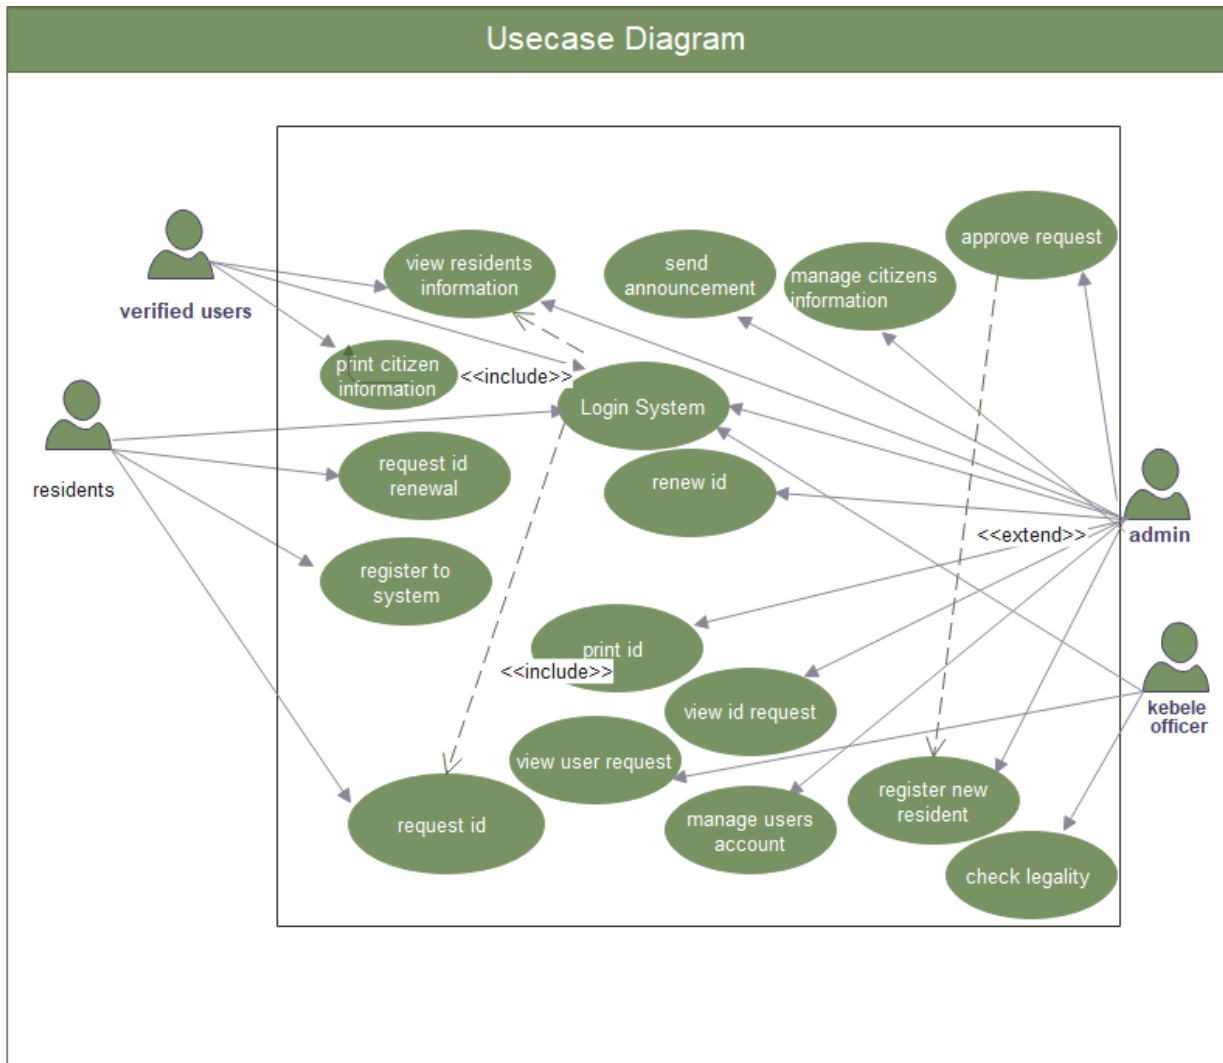 Usecase Diagram
approve request
view residents
information
send
announcement
manage citizens
information
verified users
print citizen
information
<<include>>
Login System
residents
request id
renewal
renew id
<<extend>>
admin
register to
system
print id
<<include>>
view id request
kebele
officer
view user request
register new
resident
request id
manage users
account
check legality